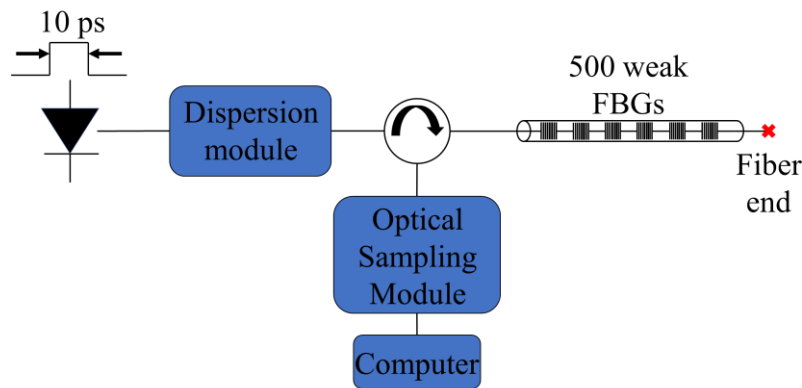 10 ps
Dispersion
module
500 weak
FBGs
Fiber
end
Optical
Sampling
Module
Computer